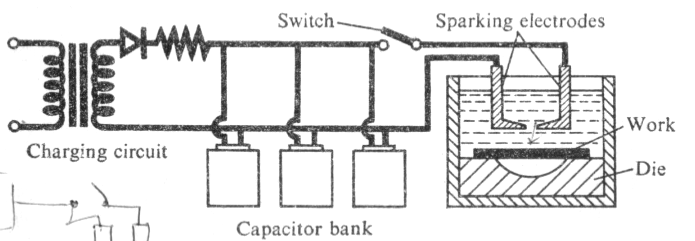 Switch
Sparking electrodes
Work
Charging circuit
Die
Capacitor bank